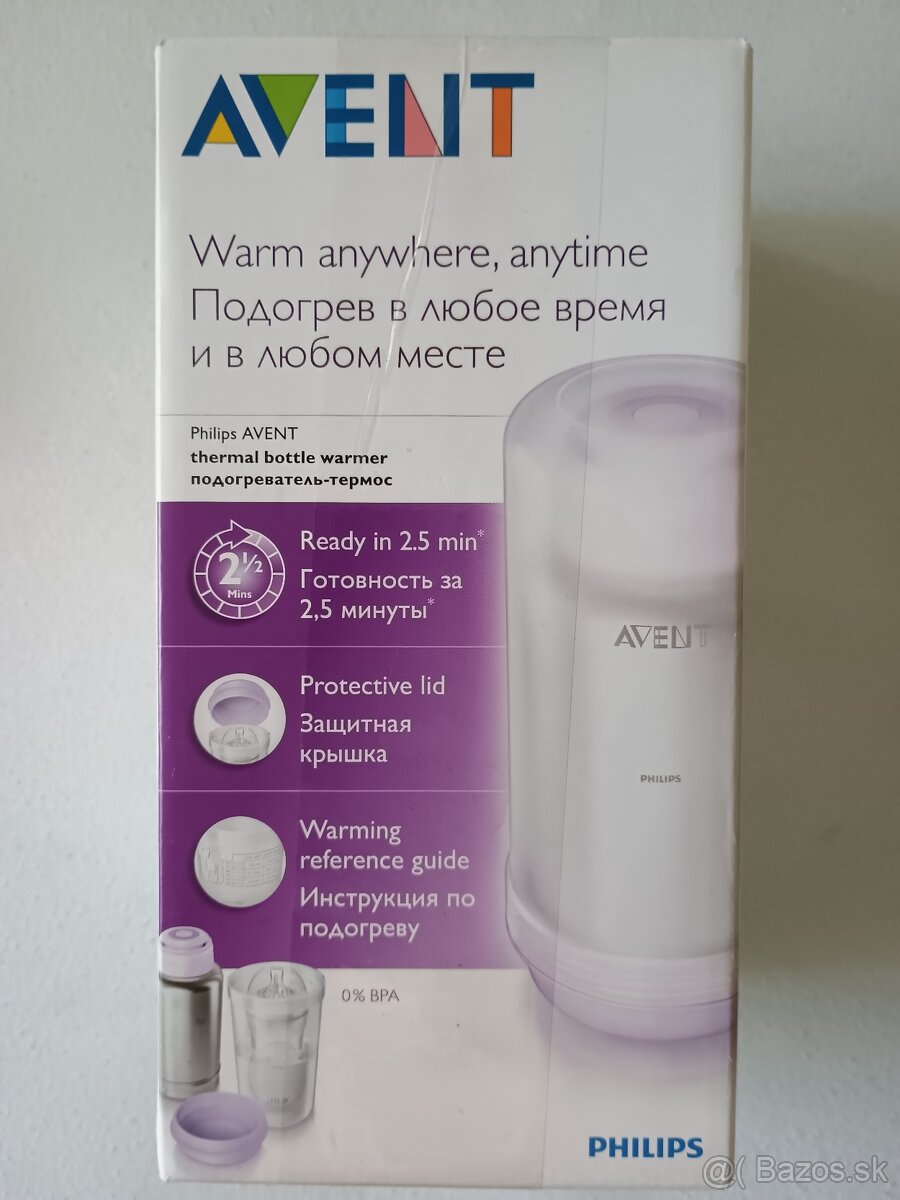 AVENT
Warm anywhere, anytime
Подогрев в любое время
и в любом месте
Philips AVENT
thermal bottle warmer
подогреватель-термос
2 1/2
Mins
Ready in 2.5 min*
Готовность за
2,5 минуты*
Protective lid
Защитная
крышка
Warming
reference guide
Инструкция по
подогреву
AVENT
PHILIPS
0% BPA
PHILIPS
@( Bazos.sk